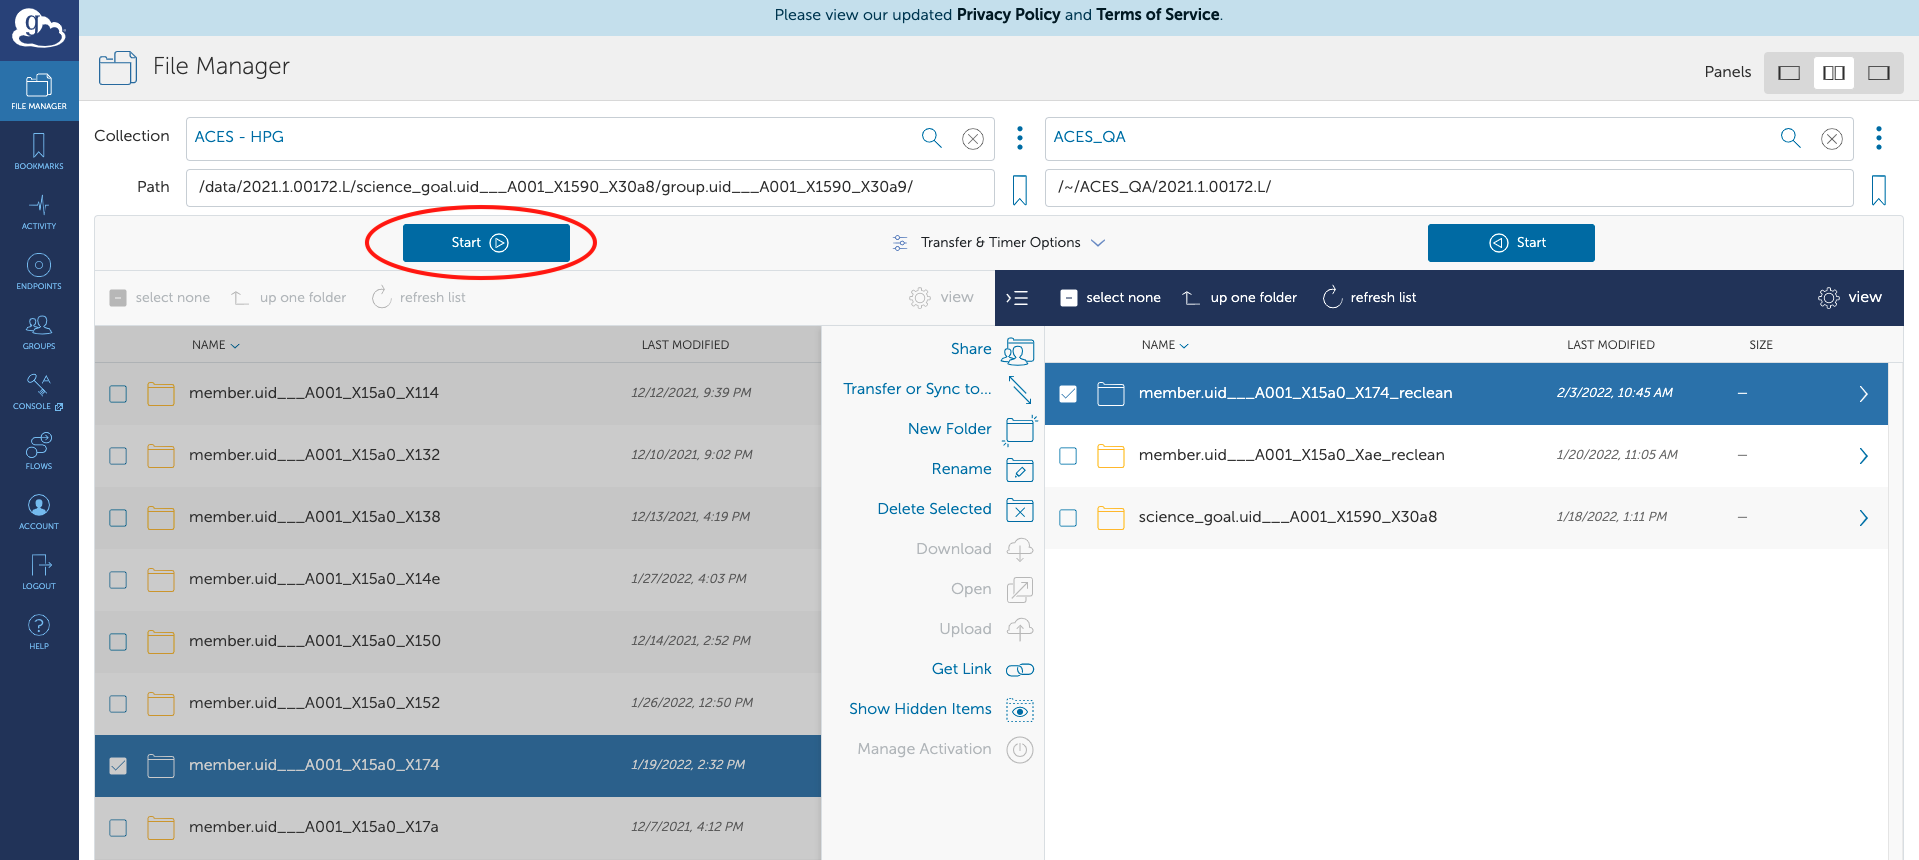 Please view our updated Privacy Policy and Terms of Service.
g
File Manager
Panels
FILE MANAGER
BOOKMARKS
ACTIVITY
ENDPOINTS
GROUPS
CONSOLE
FLOWS
ACCOUNT
LOGOUT
HELP
Collection ACES - HPG
ACES_QA
Path /data/2021.1.00172.L/science_goal.uid___A001_X1590_X30a8/group.uid___A001_X1590_X30a9/
/~/ACES_QA/2021.1.00172.L/
Start
Transfer & Timer Options
Start
select none up one folder refresh list view
select none up one folder refresh list view
NAME LAST MODIFIED
member.uid___A001_X15a0_X114 12/12/2021, 9:39 PM
member.uid___A001_X15a0_X132 12/10/2021, 9:02 PM
member.uid___A001_X15a0_X138 12/13/2021, 4:19 PM
member.uid___A001_X15a0_X14e 1/27/2022, 4:03 PM
member.uid___A001_X15a0_X150 12/14/2021, 2:52 PM
member.uid___A001_X15a0_X152 1/26/2022, 12:50 PM
member.uid___A001_X15a0_X174 1/19/2022, 2:32 PM
member.uid___A001_X15a0_X17a 12/7/2021, 4:12 PM
Share
Transfer or Sync to...
New Folder
Rename
Delete Selected
Download
Open
Upload
Get Link
Show Hidden Items
Manage Activation
NAME LAST MODIFIED SIZE
member.uid___A001_X15a0_X174_reclean 2/3/2022, 10:45 AM —
member.uid___A001_X15a0_Xae_reclean 1/20/2022, 11:05 AM —
science_goal.uid___A001_X1590_X30a8 1/18/2022, 1:11 PM —